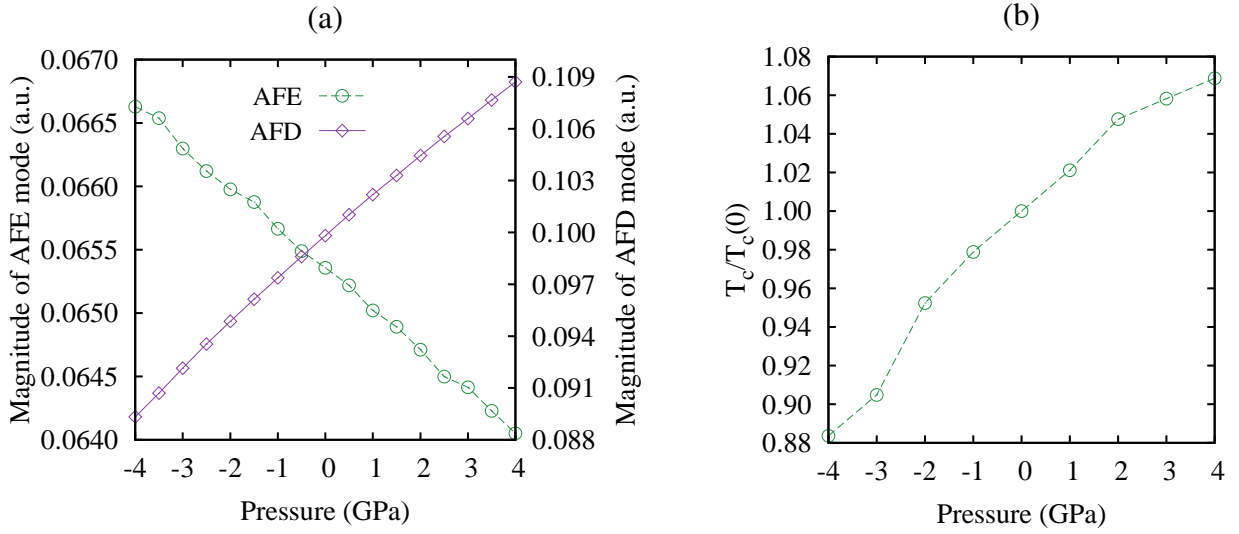 (a)
0.0670
0.0665
0.0660
0.0655
0.0650
0.0645
0.0640
Magnitude of AFE mode (a.u.)
AFE
AFD
0.109
0.106
0.103
0.100
0.097
0.094
0.091
0.088
Magnitude of AFD mode (a.u.)
-4 -3 -2 -1 0 1 2 3 4
Pressure (GPa)
(b)
1.08
1.06
1.04
1.02
1.00
0.98
0.96
0.94
0.92
0.90
0.88
T_c/T_c(0)
-4 -3 -2 -1 0 1 2 3 4
Pressure (GPa)